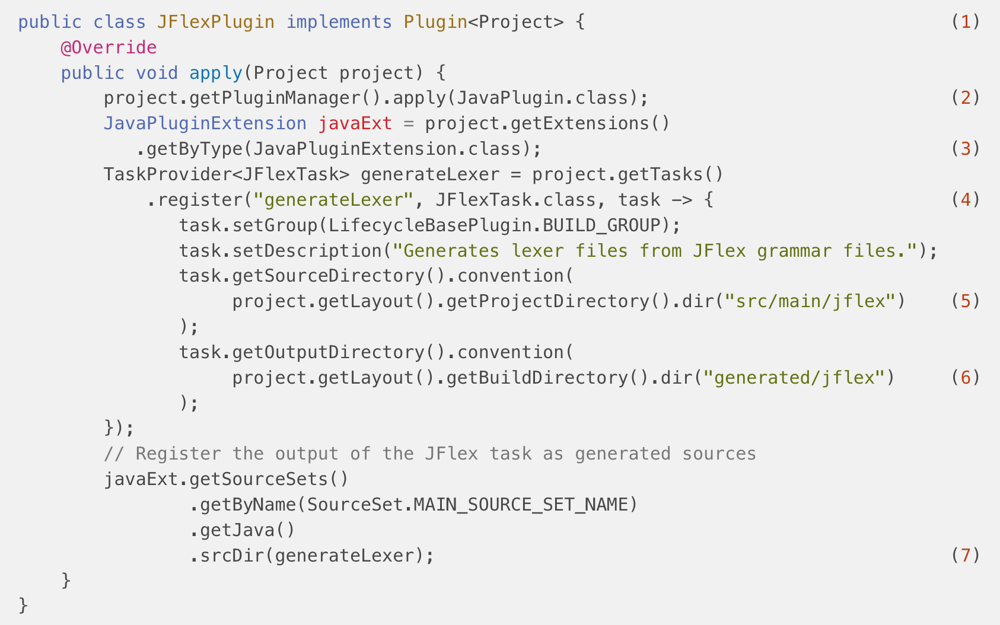 public class JFlexPlugin implements Plugin<Project> { (1)
    @Override
    public void apply(Project project) {
        project.getPluginManager().apply(JavaPlugin.class); (2)
        JavaPluginExtension javaExt = project.getExtensions()
           .getByType(JavaPluginExtension.class); (3)
        TaskProvider<JFlexTask> generateLexer = project.getTasks()
            .register("generateLexer", JFlexTask.class, task -> { (4)
               task.setGroup(LifecycleBasePlugin.BUILD_GROUP);
               task.setDescription("Generates lexer files from JFlex grammar files.");
               task.getSourceDirectory().convention(
                    project.getLayout().getProjectDirectory().dir("src/main/jflex") (5)
               );
               task.getOutputDirectory().convention(
                    project.getLayout().getBuildDirectory().dir("generated/jflex") (6)
               );
        });
        // Register the output of the JFlex task as generated sources
        javaExt.getSourceSets()
                .getByName(SourceSet.MAIN_SOURCE_SET_NAME)
                .getJava()
                .srcDir(generateLexer); (7)
    }
}